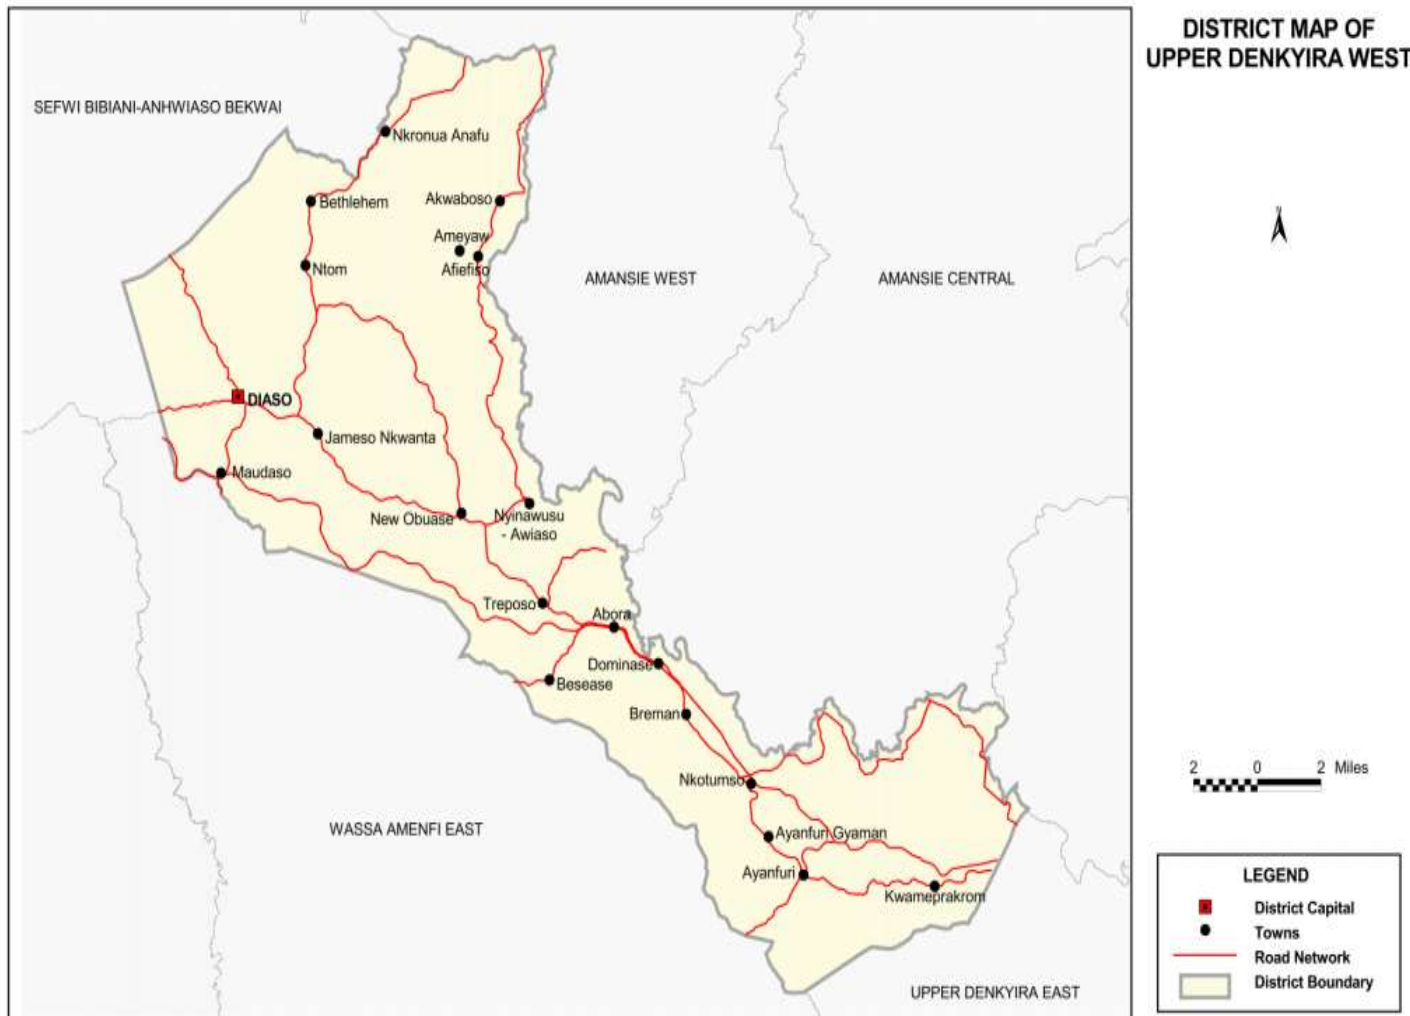 DISTRICT MAP OF
UPPER DENKYIRA WEST
SEFWI BIBIANI-ANHWIASO BEKWAI
Nkronua Anafu
Bethlehem
Akwaboso
Ameyaw
Ntom
Afiefiso
AMANSIE WEST
AMANSIE CENTRAL
N
DIASO
Jameso Nkwanta
Maudaso
New Obuase
Nyinawusu
- Awiaso
Treposo
Abora
Dominase
Besease
Breman
Nkotumso
2 0 2 Miles
WASSA AMENFI EAST
Ayanfuri Gyaman
Ayanfuri
Kwameprakrom
UPPER DENKYIRA EAST
LEGEND
District Capital
Towns
Road Network
District Boundary